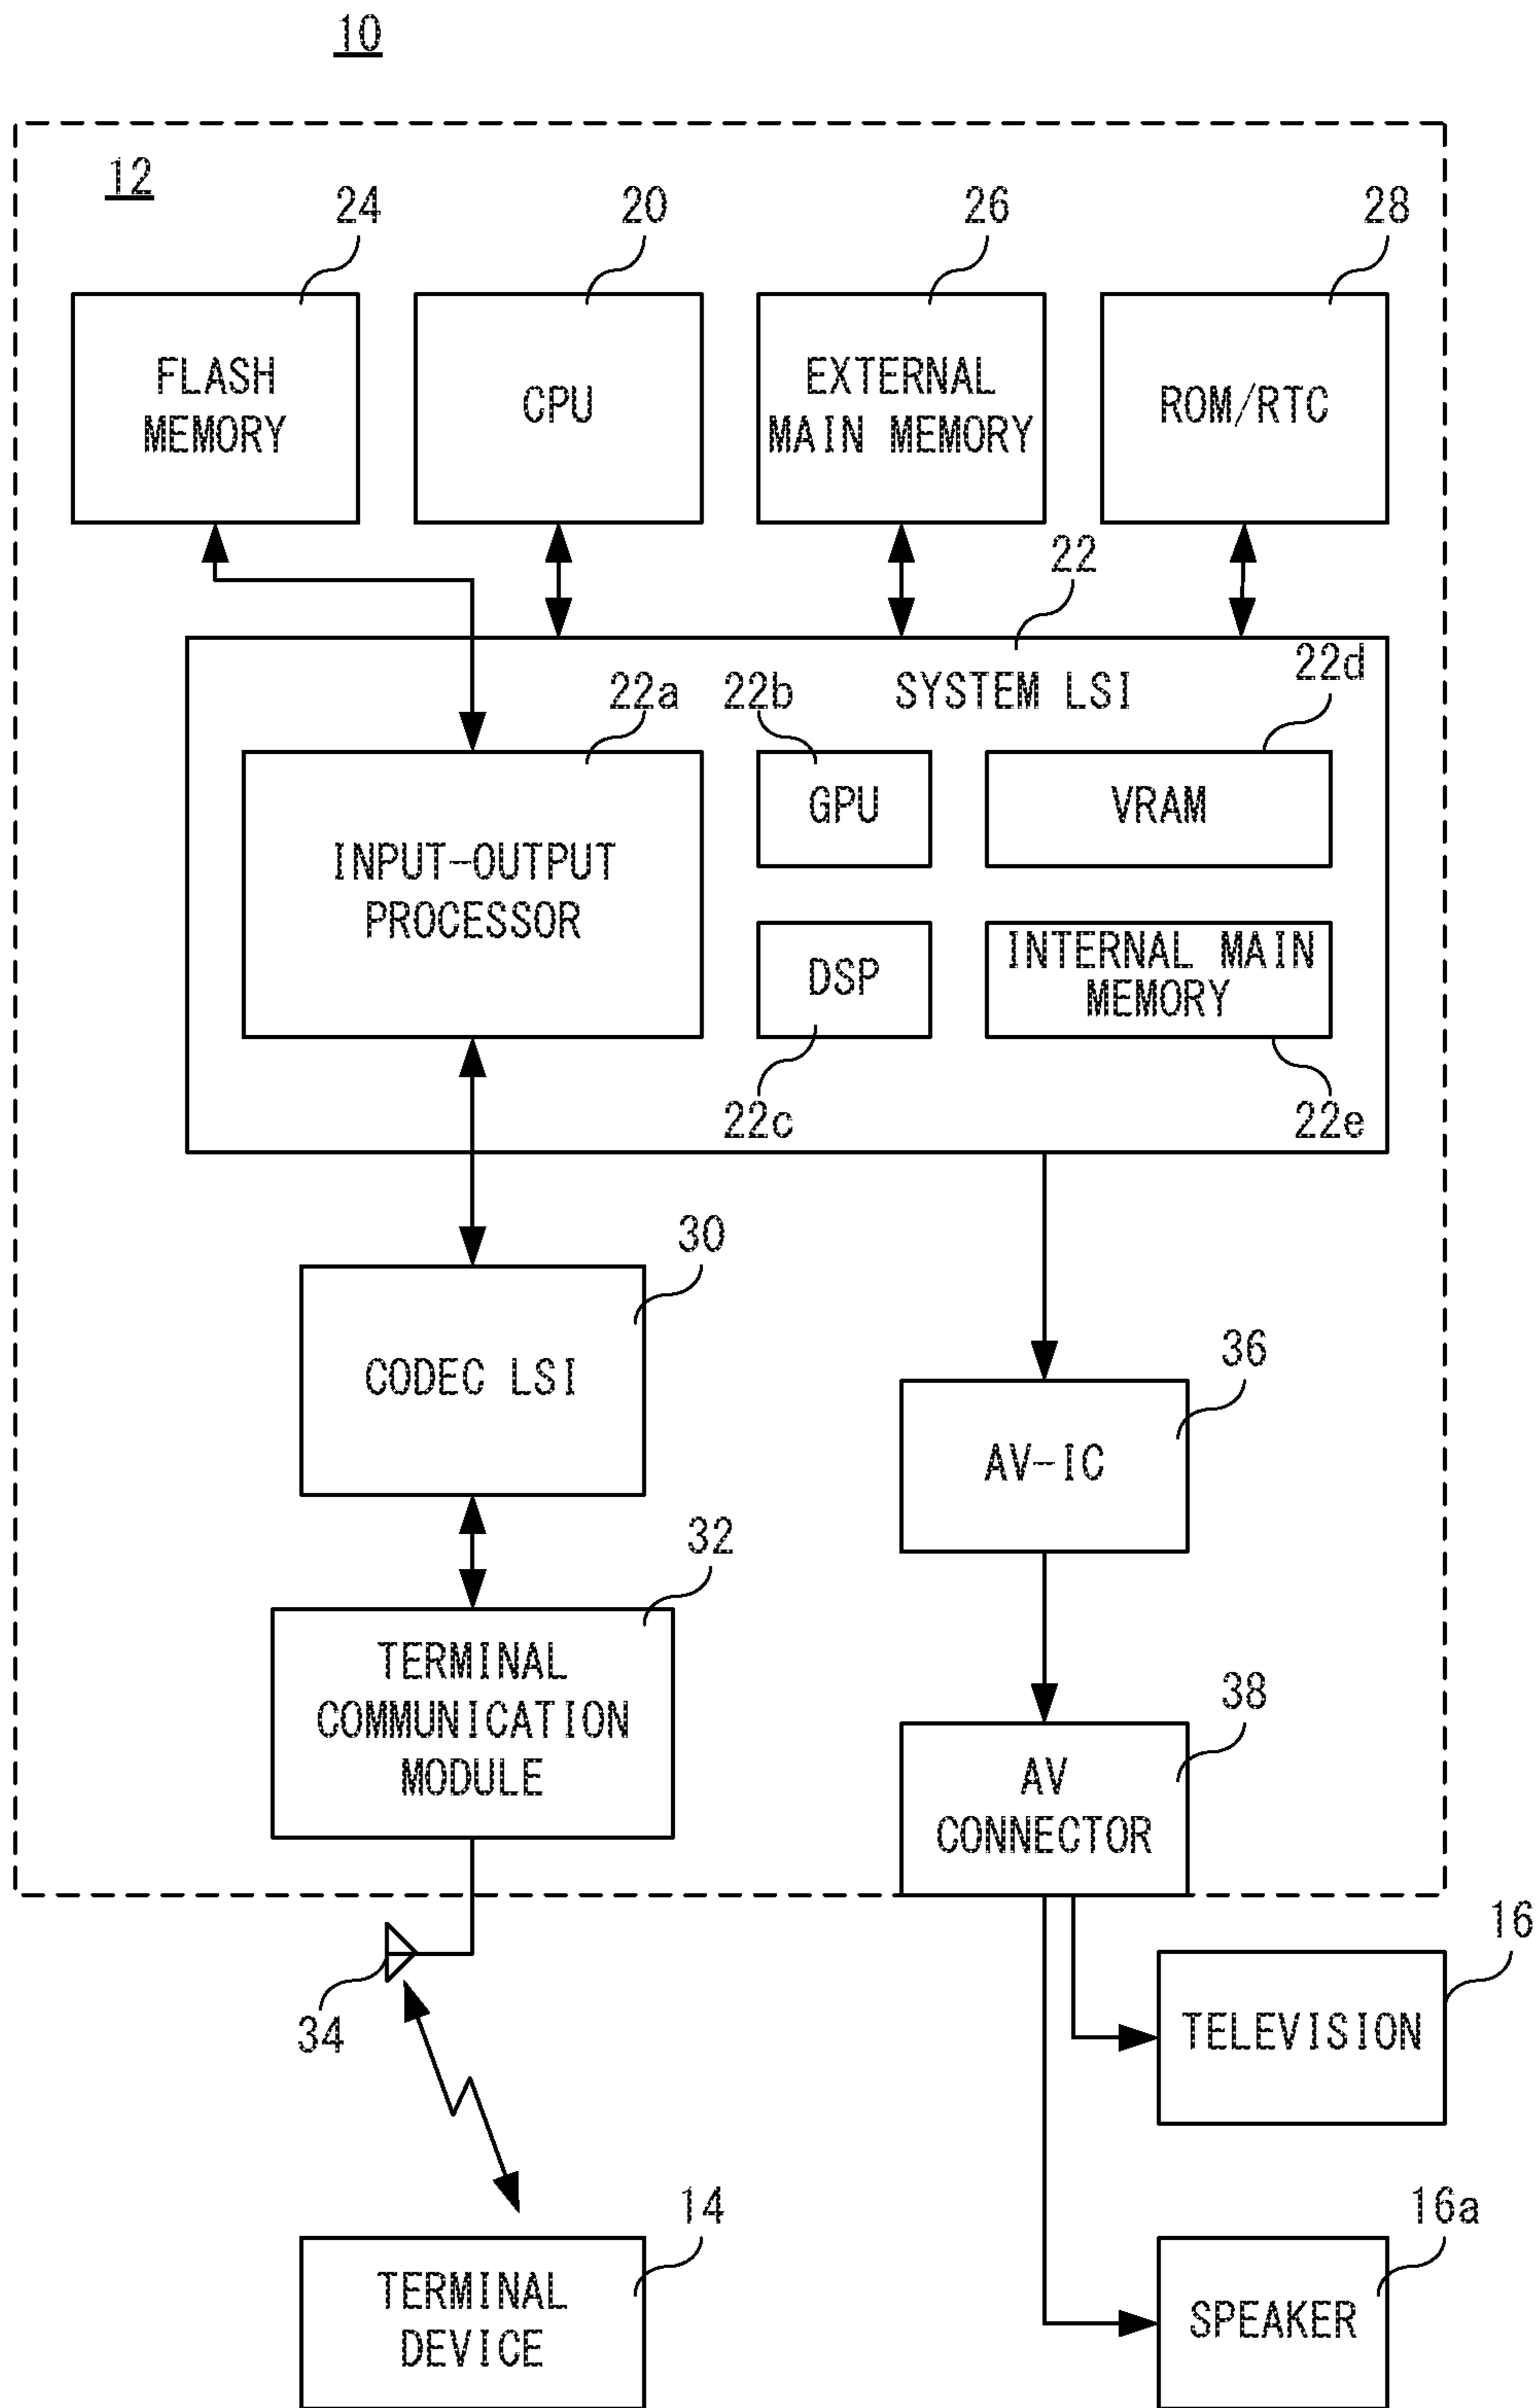 10
12
24
20
26
28
FLASH
MEMORY
CPU
EXTERNAL
MAIN MEMORY
ROM/RTC
22
SYSTEM LSI
22a
22b
22d
INPUT-OUTPUT
PROCESSOR
GPU
VRAM
DSP
INTERNAL MAIN
MEMORY
22c
22e
30
CODEC LSI
36
AV-IC
32
TERMINAL
COMMUNICATION
MODULE
38
AV
CONNECTOR
34
16
TELEVISION
14
TERMINAL
DEVICE
16a
SPEAKER